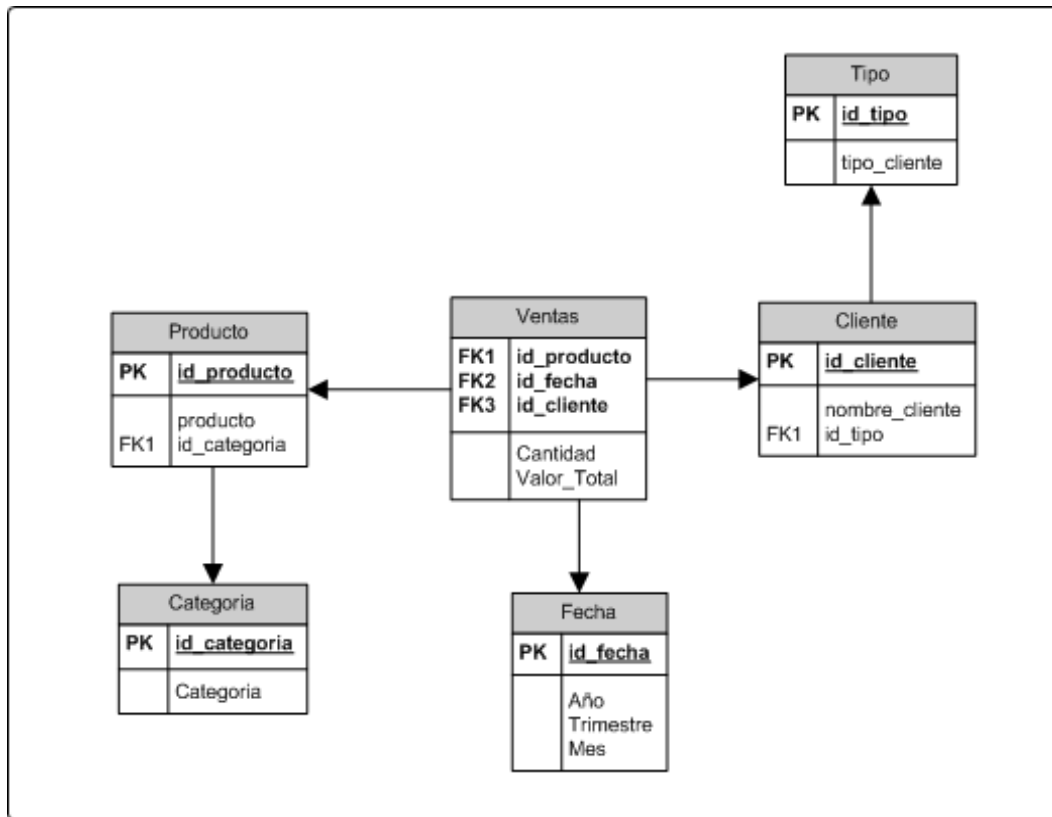 Tipo
PK id_tipo
tipo_cliente
Producto
PK id_producto
producto
FK1 id_categoria
Ventas
FK1 id_producto
FK2 id_fecha
FK3 id_cliente
Cantidad
Valor_Total
Cliente
PK id_cliente
nombre_cliente
FK1 id_tipo
Categoria
PK id_categoria
Categoria
Fecha
PK id_fecha
Año
Trimestre
Mes